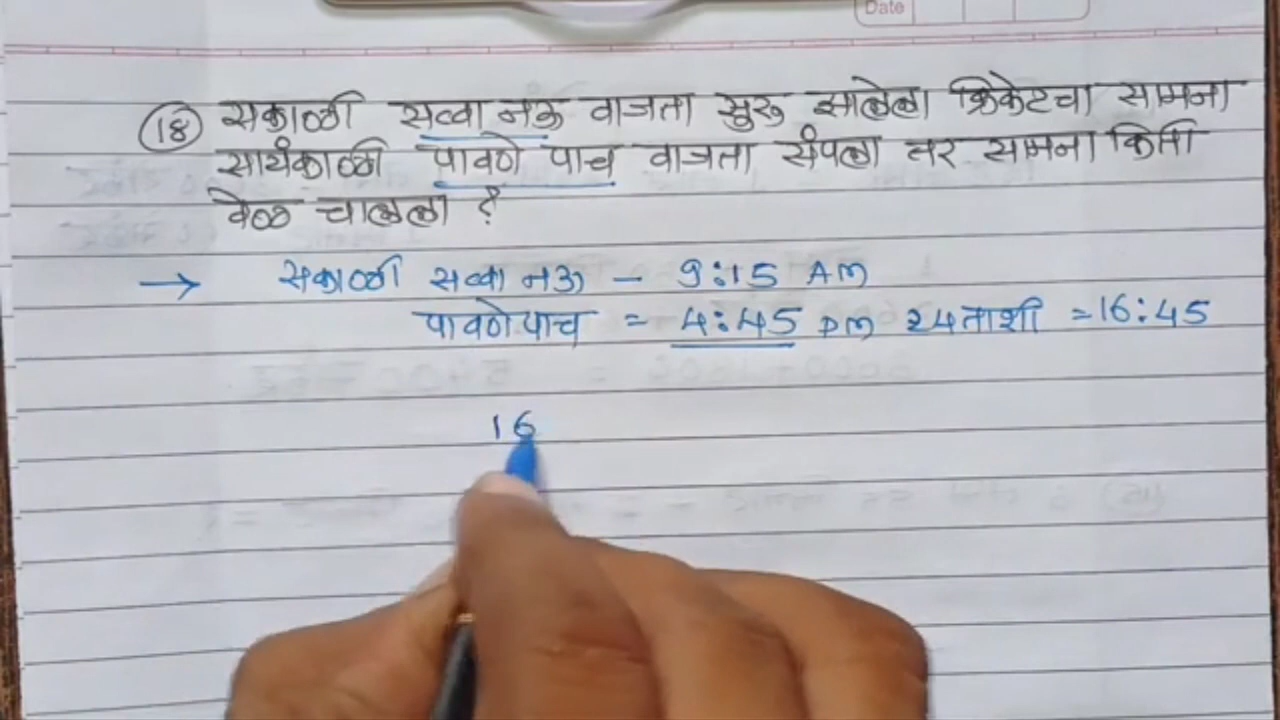 Date
(18) सकाळी सव्वा नऊ वाजता सुरु झालेला क्रिकेटचा सामना
सायंकाळी पावणे पाच वाजता संपला तर सामना किती
वेळ चालला ?
→ सकाळी सव्वा नऊ - 9:15 AM
पावणेपाच = 4:45 pm 24ताशी =16:45
16